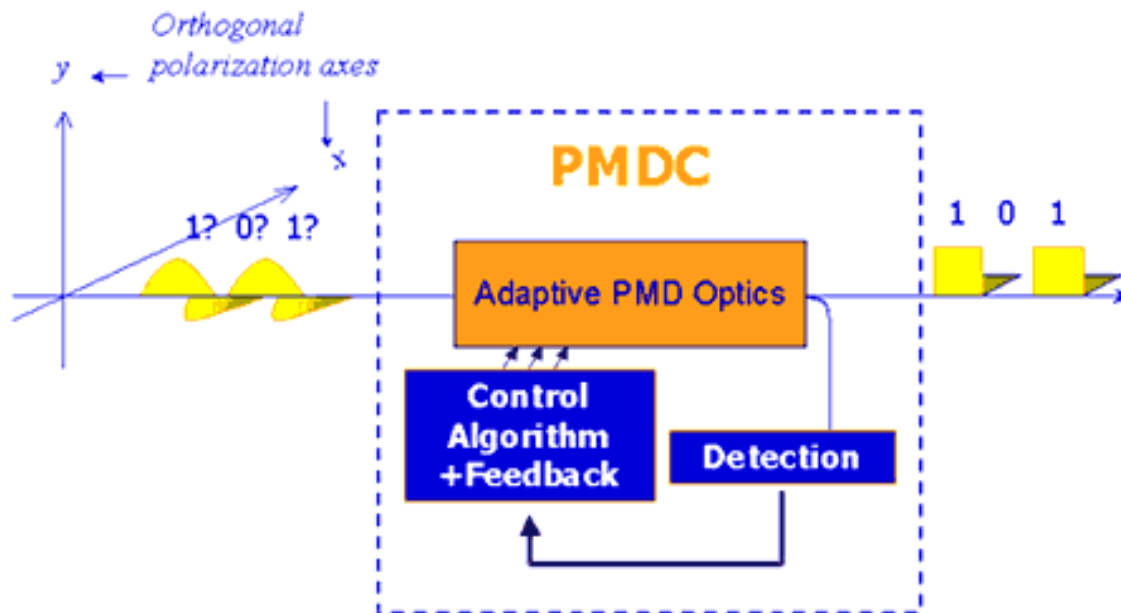 Orthogonal
polarization axes
y
x
1? 0? 1?
PMDC
1 0 1
Adaptive PMD Optics
Control
Algorithm
+Feedback
Detection